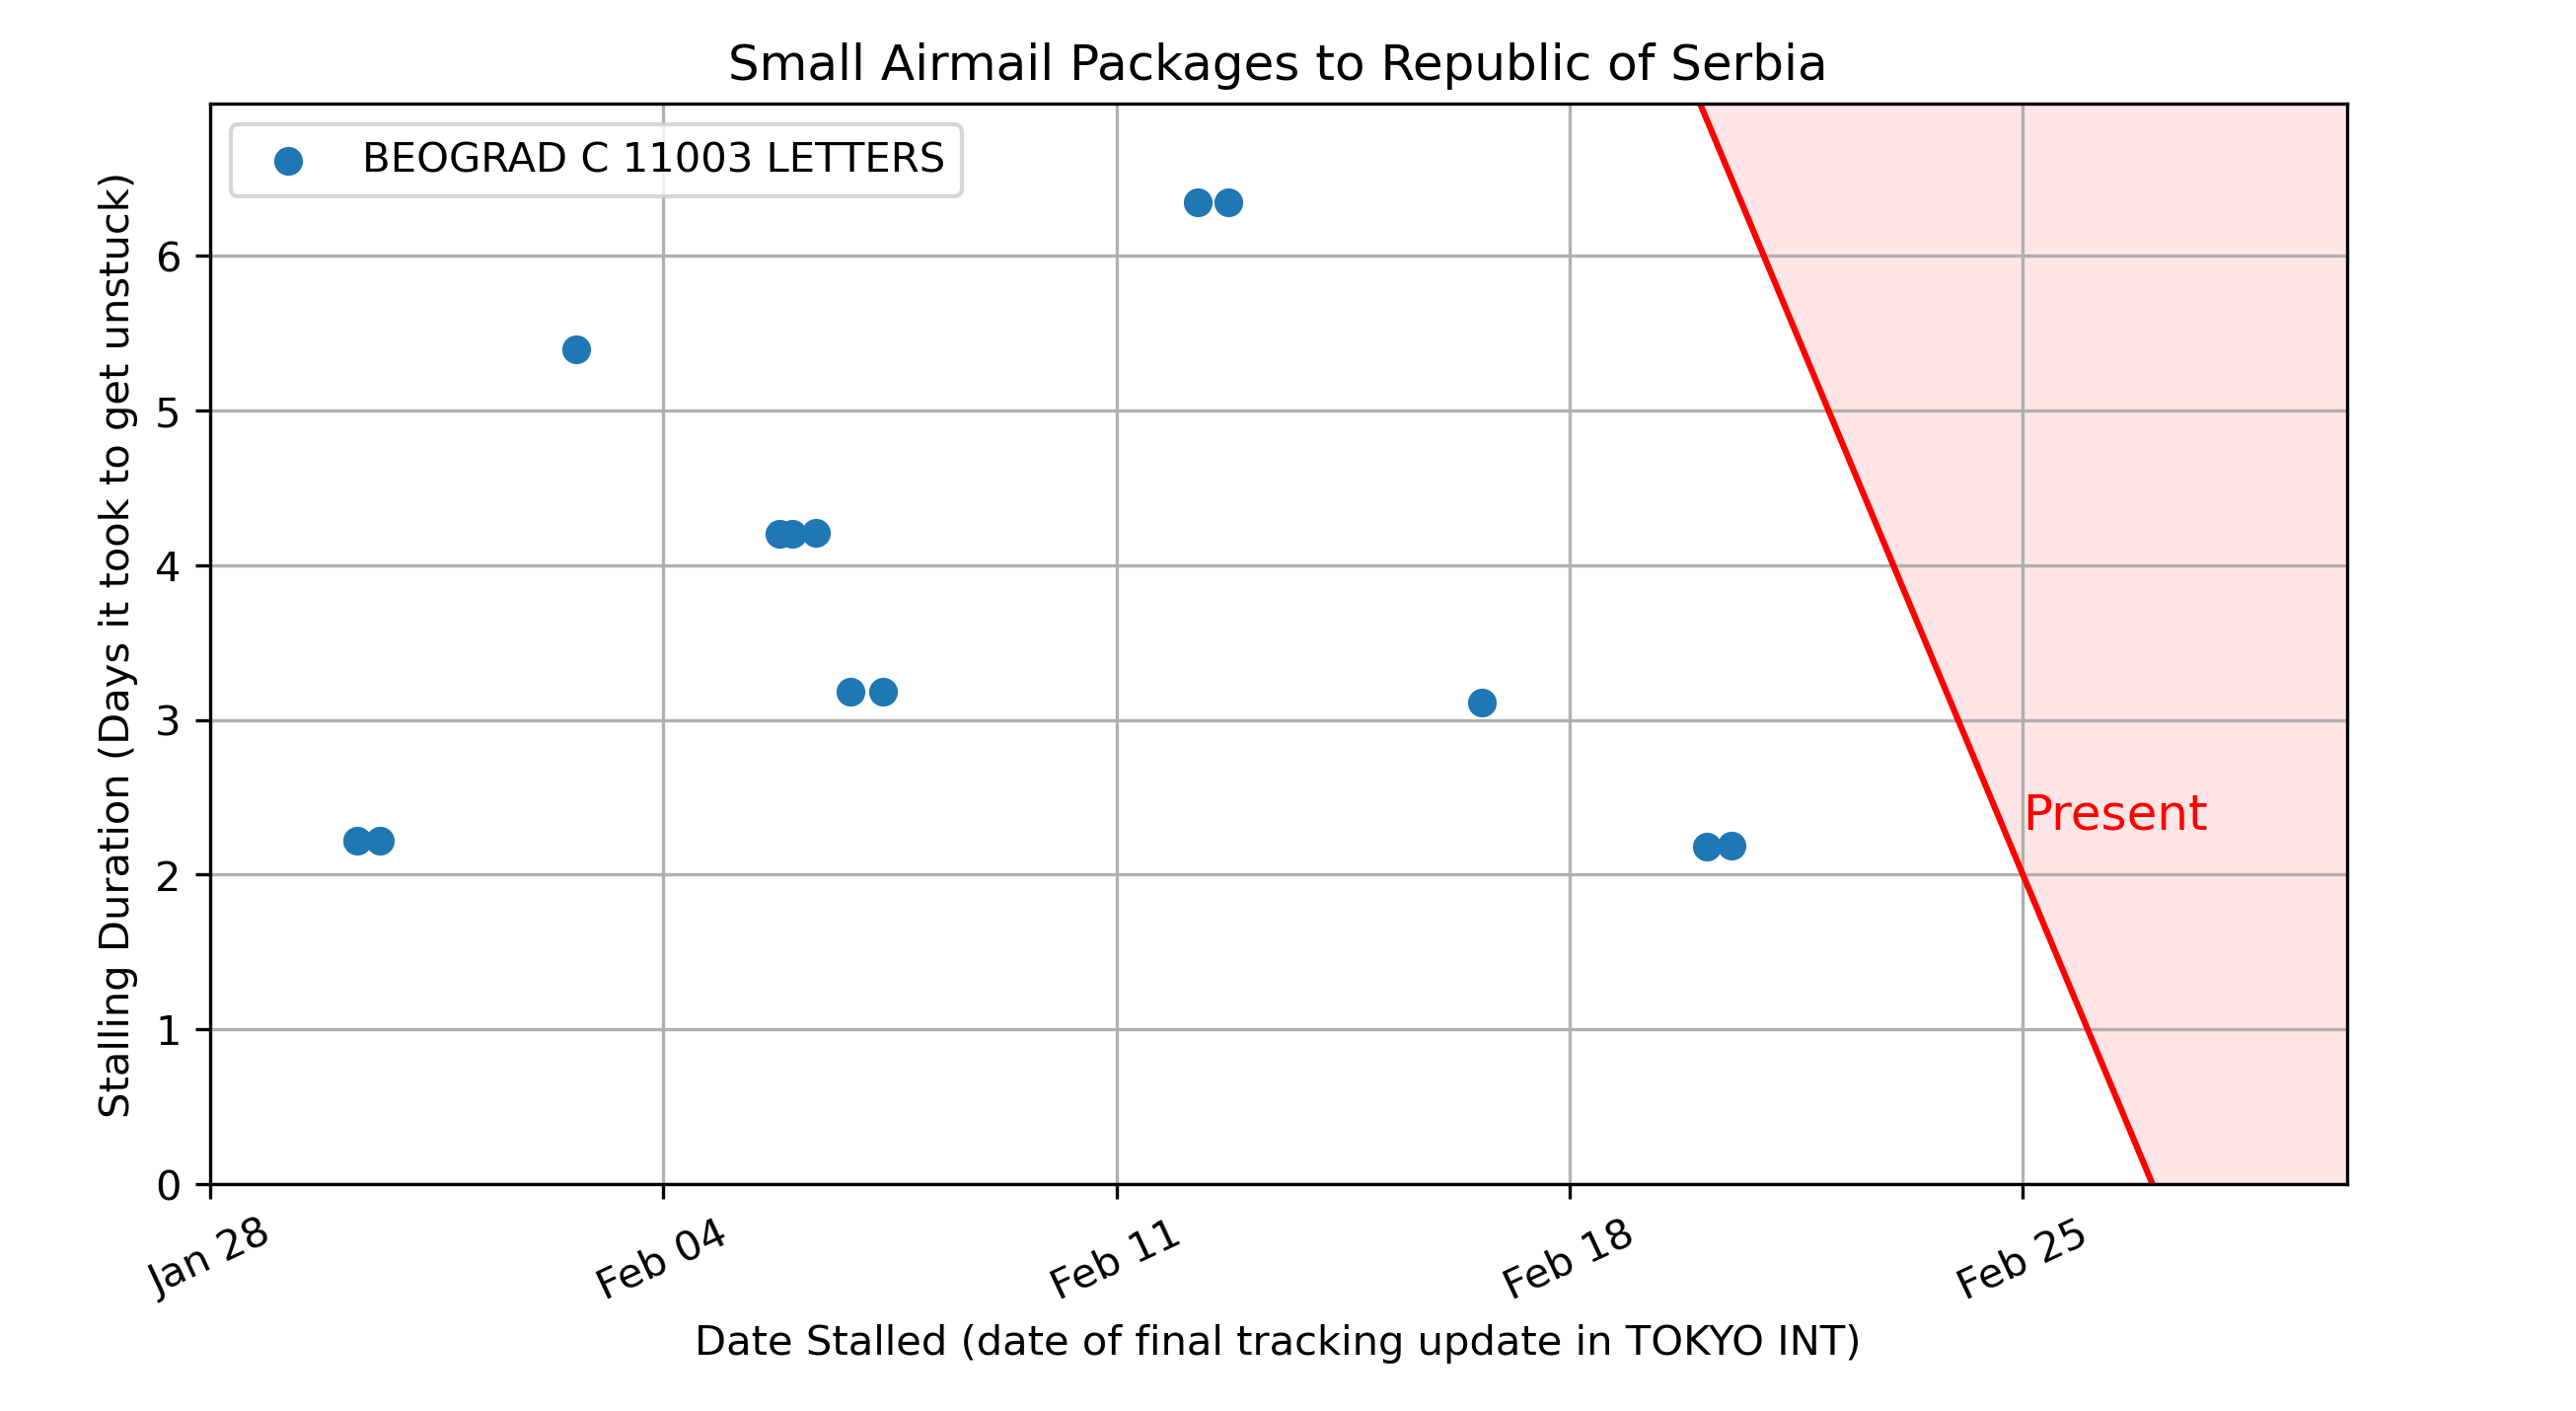 Small Airmail Packages to Republic of Serbia
BEOGRAD C 11003 LETTERS
Stalling Duration (Days it took to get unstuck)
6
5
4
3
2
1
0
Present
Jan 28
Feb 04
Feb 11
Feb 18
Feb 25
Date Stalled (date of final tracking update in TOKYO INT)